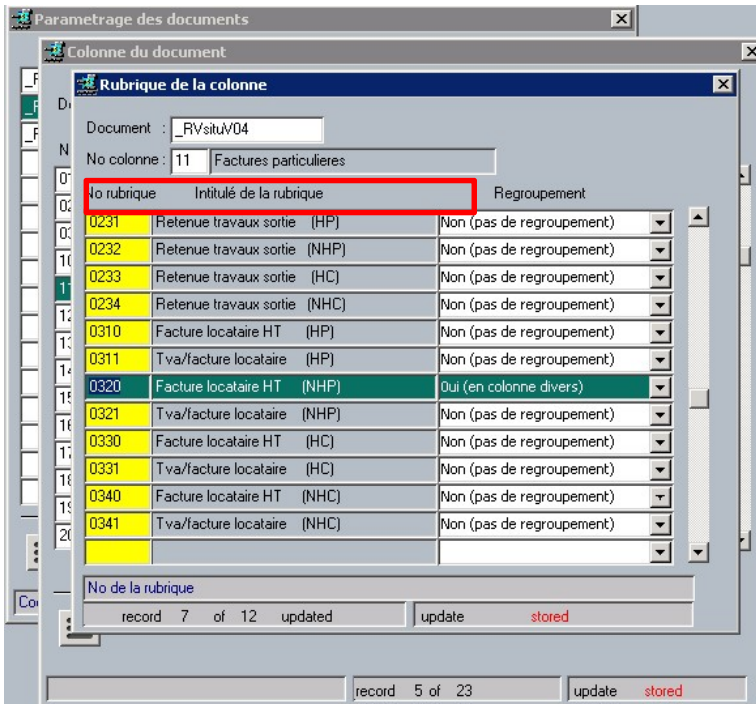 Parametrage des documents
Colonne du document
Rubrique de la colonne
Document : _RVsituV04
No colonne : 11 Factures particulieres
No rubrique Intitulé de la rubrique Regroupement
0231 Retenue travaux sortie (HP) Non (pas de regroupement)
0232 Retenue travaux sortie (NHP) Non (pas de regroupement)
0233 Retenue travaux sortie (HC) Non (pas de regroupement)
0234 Retenue travaux sortie (NHC) Non (pas de regroupement)
0310 Facture locataire HT (HP) Non (pas de regroupement)
0311 Tva/facture locataire (HP) Non (pas de regroupement)
0320 Facture locataire HT (NHP) Oui (en colonne divers)
0321 Tva/facture locataire (NHP) Non (pas de regroupement)
0330 Facture locataire HT (HC) Non (pas de regroupement)
0331 Tva/facture locataire (HC) Non (pas de regroupement)
0340 Facture locataire HT (NHC) Non (pas de regroupement)
0341 Tva/facture locataire (NHC) Non (pas de regroupement)
No de la rubrique
record 7 of 12 updated update stored
record 5 of 23 update stored